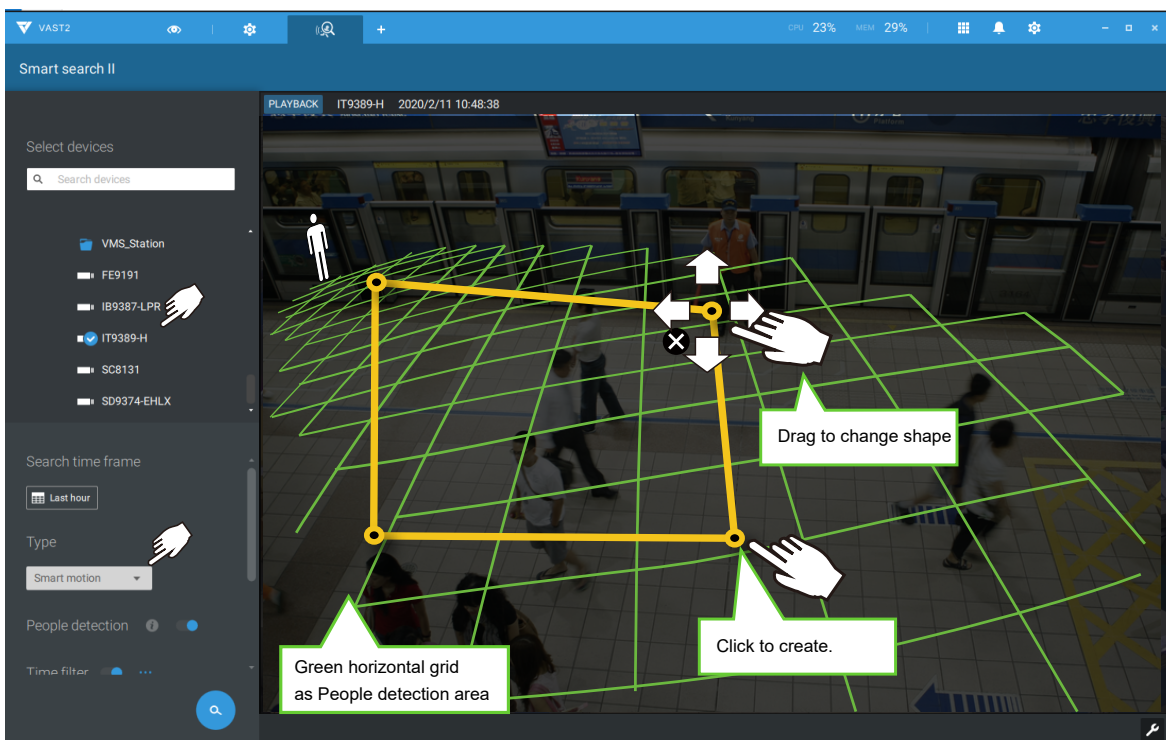 VAST2
CPU 23% MEM 29%
Smart search II
PLAYBACK IT9389-H 2020/2/11 10:48:38
Select devices
Search devices
VMS_Station
FE9191
IB9387-LPR
IT9389-H
SC8131
SD9374-EHLX
Drag to change shape
Search time frame
Last hour
Type
Smart motion
People detection
Click to create.
Green horizontal grid
as People detection area
Time filter